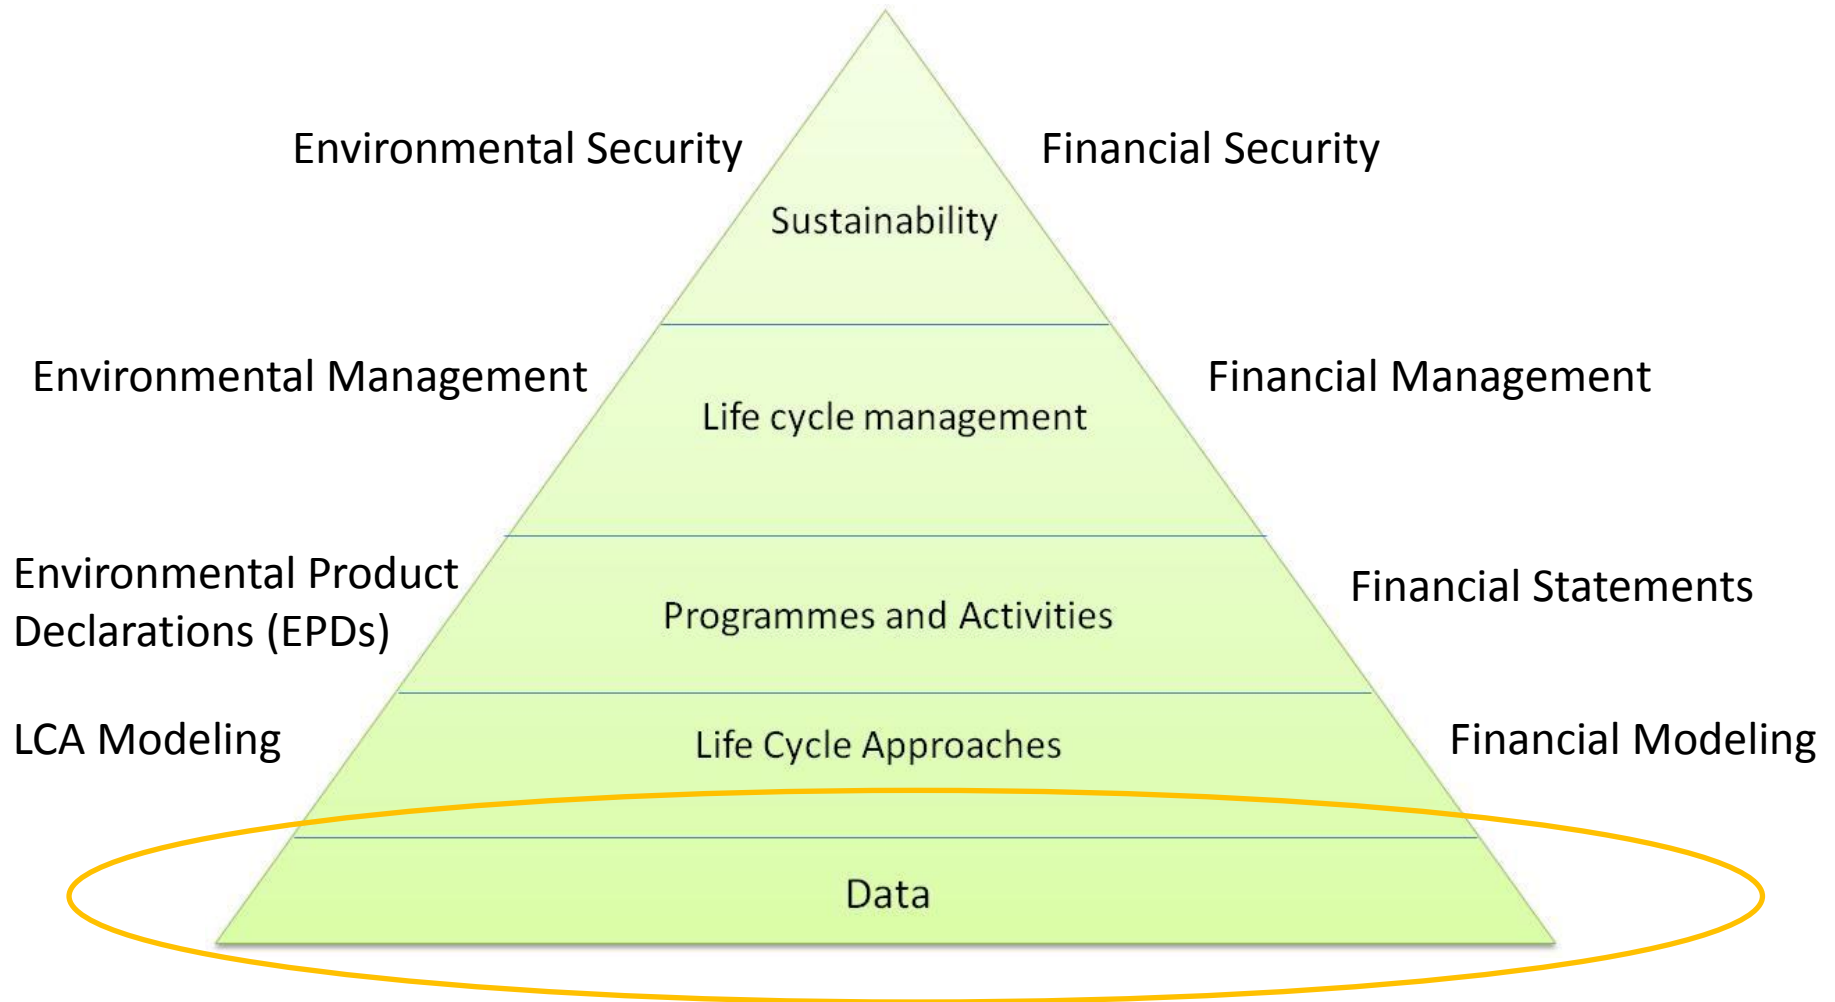 Environmental Security
Financial Security
Sustainability
Environmental Management
Financial Management
Life cycle management
Environmental Product
Declarations (EPDs)
Financial Statements
Programmes and Activities
LCA Modeling
Life Cycle Approaches
Financial Modeling
Data